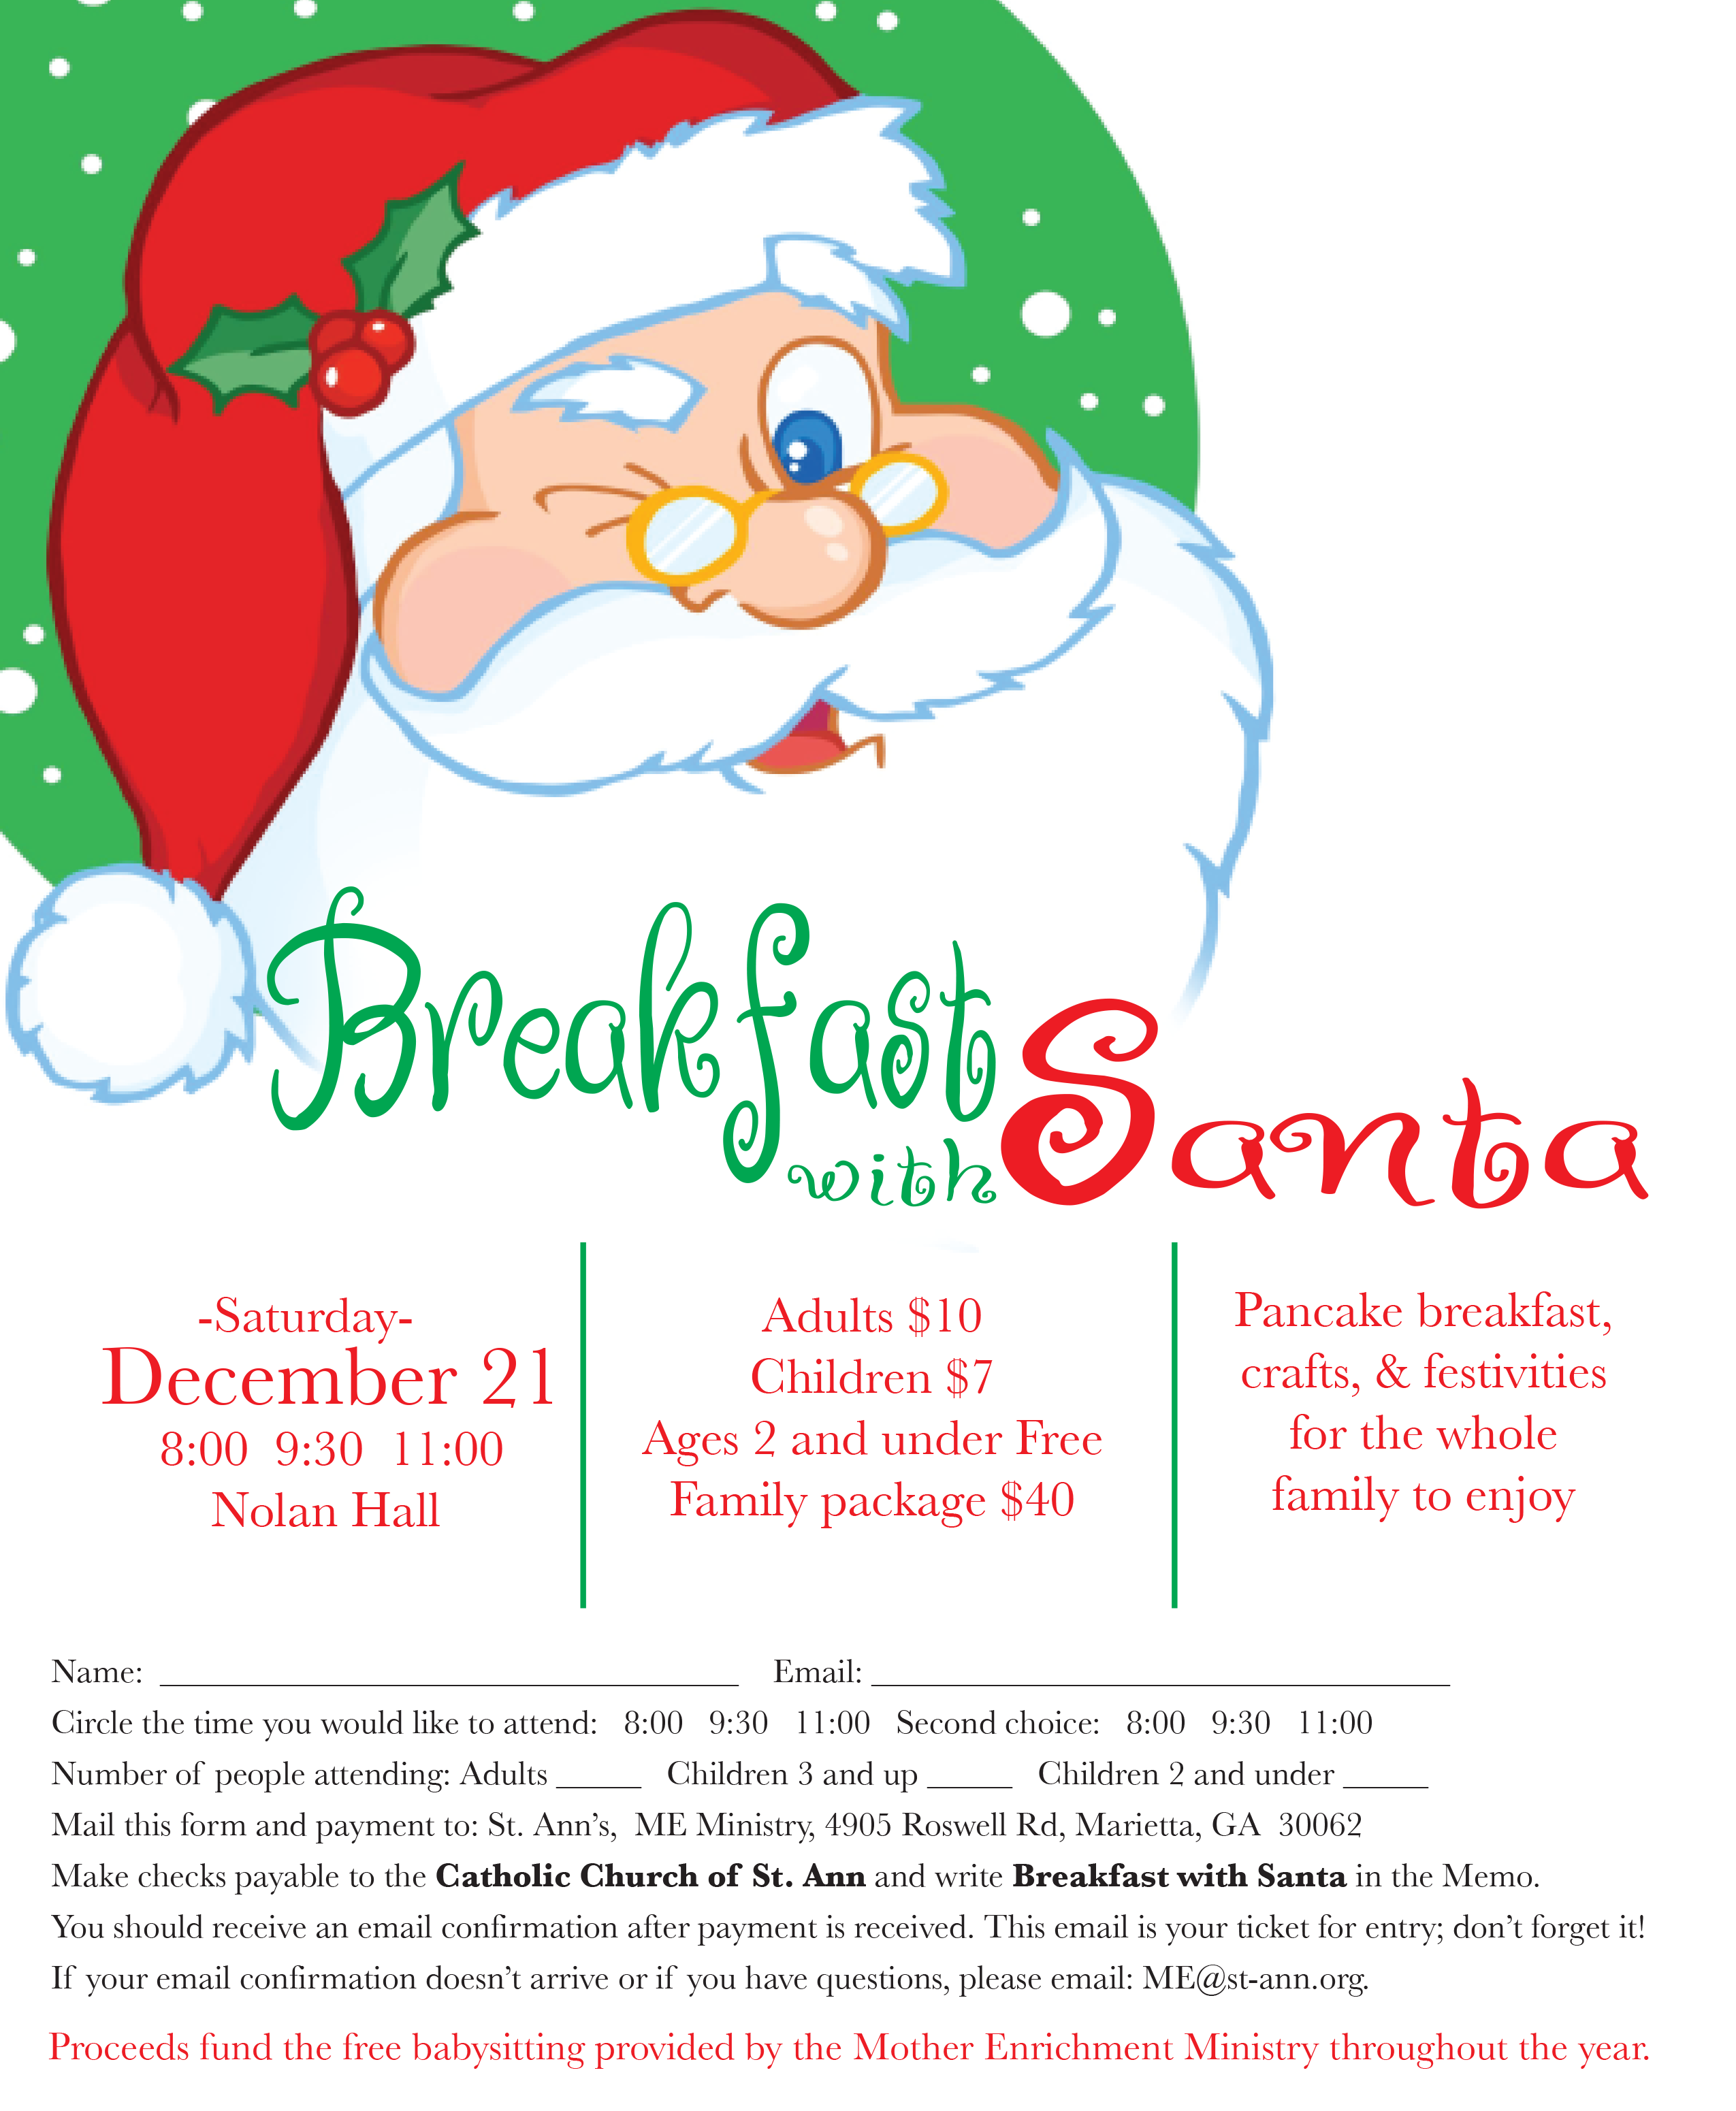 Breakfast
with Santa
-Saturday-
December 21
8:00 9:30 11:00
Nolan Hall
Adults $10
Children $7
Ages 2 and under Free
Family package $40
Pancake breakfast,
crafts, & festivities
for the whole
family to enjoy
Name: ______________________________ Email: ______________________________
Circle the time you would like to attend: 8:00 9:30 11:00 Second choice: 8:00 9:30 11:00
Number of people attending: Adults _____ Children 3 and up _____ Children 2 and under _____
Mail this form and payment to: St. Ann's, ME Ministry, 4905 Roswell Rd, Marietta, GA 30062
Make checks payable to the Catholic Church of St. Ann and write Breakfast with Santa in the Memo.
You should receive an email confirmation after payment is received. This email is your ticket for entry; don't forget it!
If your email confirmation doesn't arrive or if you have questions, please email: ME@st-ann.org.
Proceeds fund the free babysitting provided by the Mother Enrichment Ministry throughout the year.